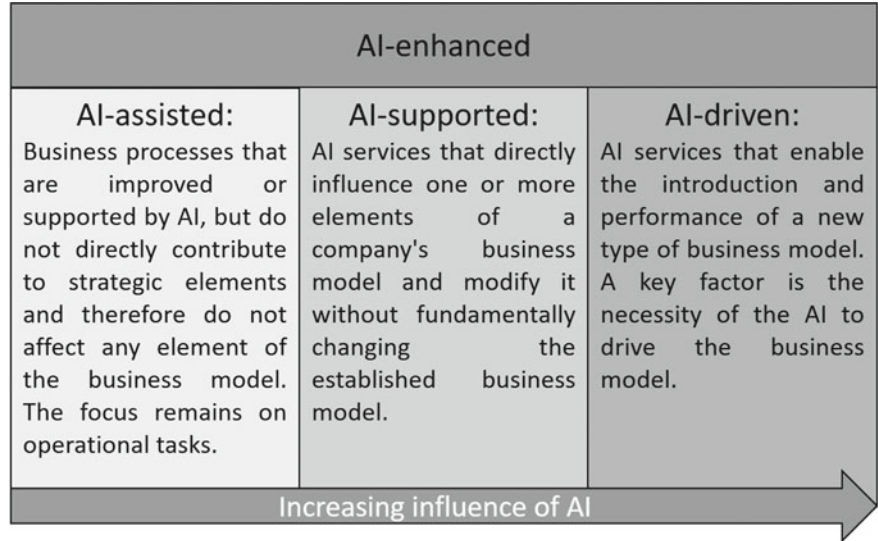 AI-enhanced
AI-assisted:
Business processes that
are improved or
supported by AI, but do
not directly contribute
to strategic elements
and therefore do not
affect any element of
the business model.
The focus remains on
operational tasks.
AI-supported:
AI services that directly
influence one or more
elements of a
company's business
model and modify it
without fundamentally
changing the
established business
model.
AI-driven:
AI services that enable
the introduction and
performance of a new
type of business model.
A key factor is the
necessity of the AI to
drive the business
model.
Increasing influence of AI